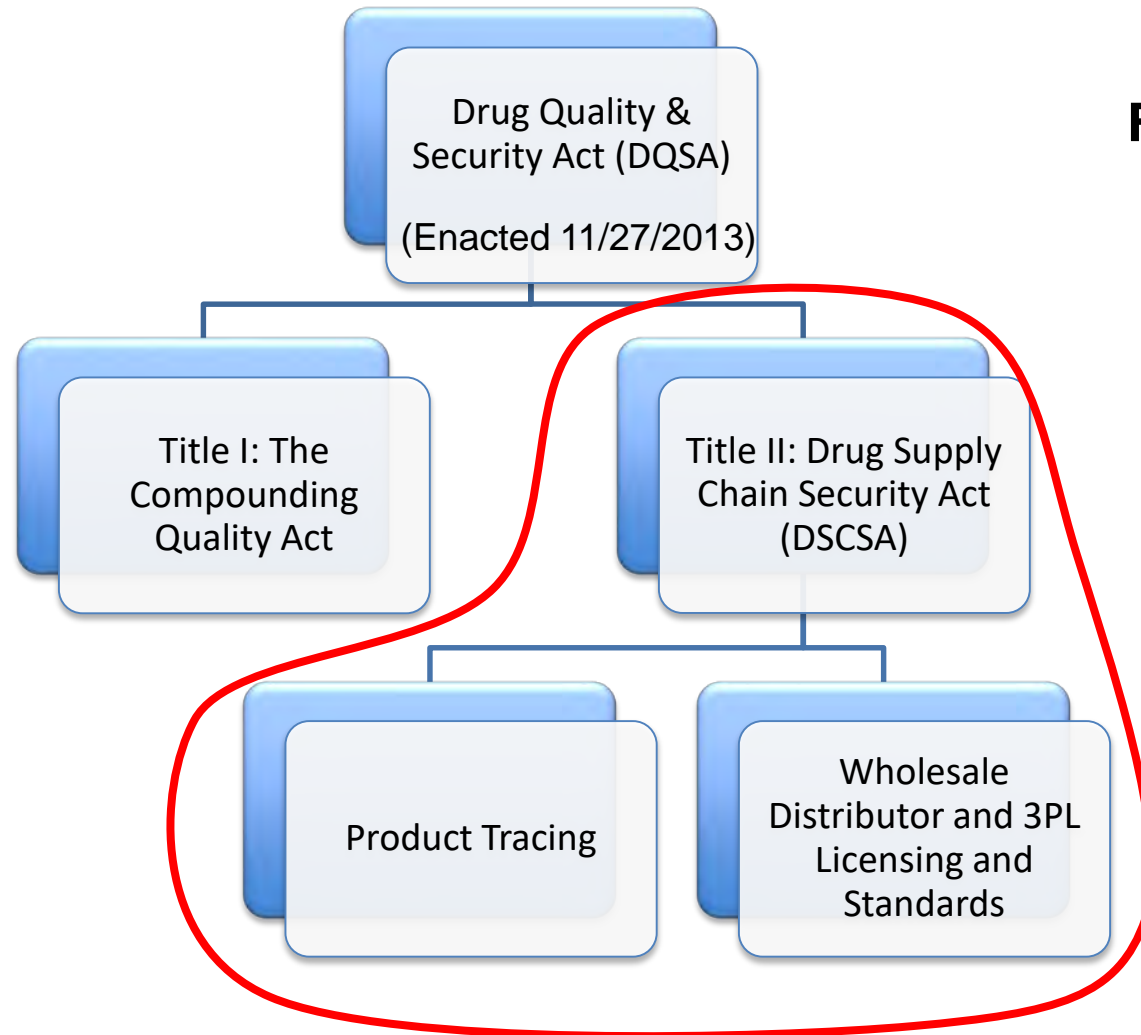 Drug Quality &
Security Act (DQSA)
(Enacted 11/27/2013)
Title I: The
Compounding
Quality Act
Title II: Drug Supply
Chain Security Act
(DSCSA)
Product Tracing
Wholesale
Distributor and 3PL
Licensing and
Standards